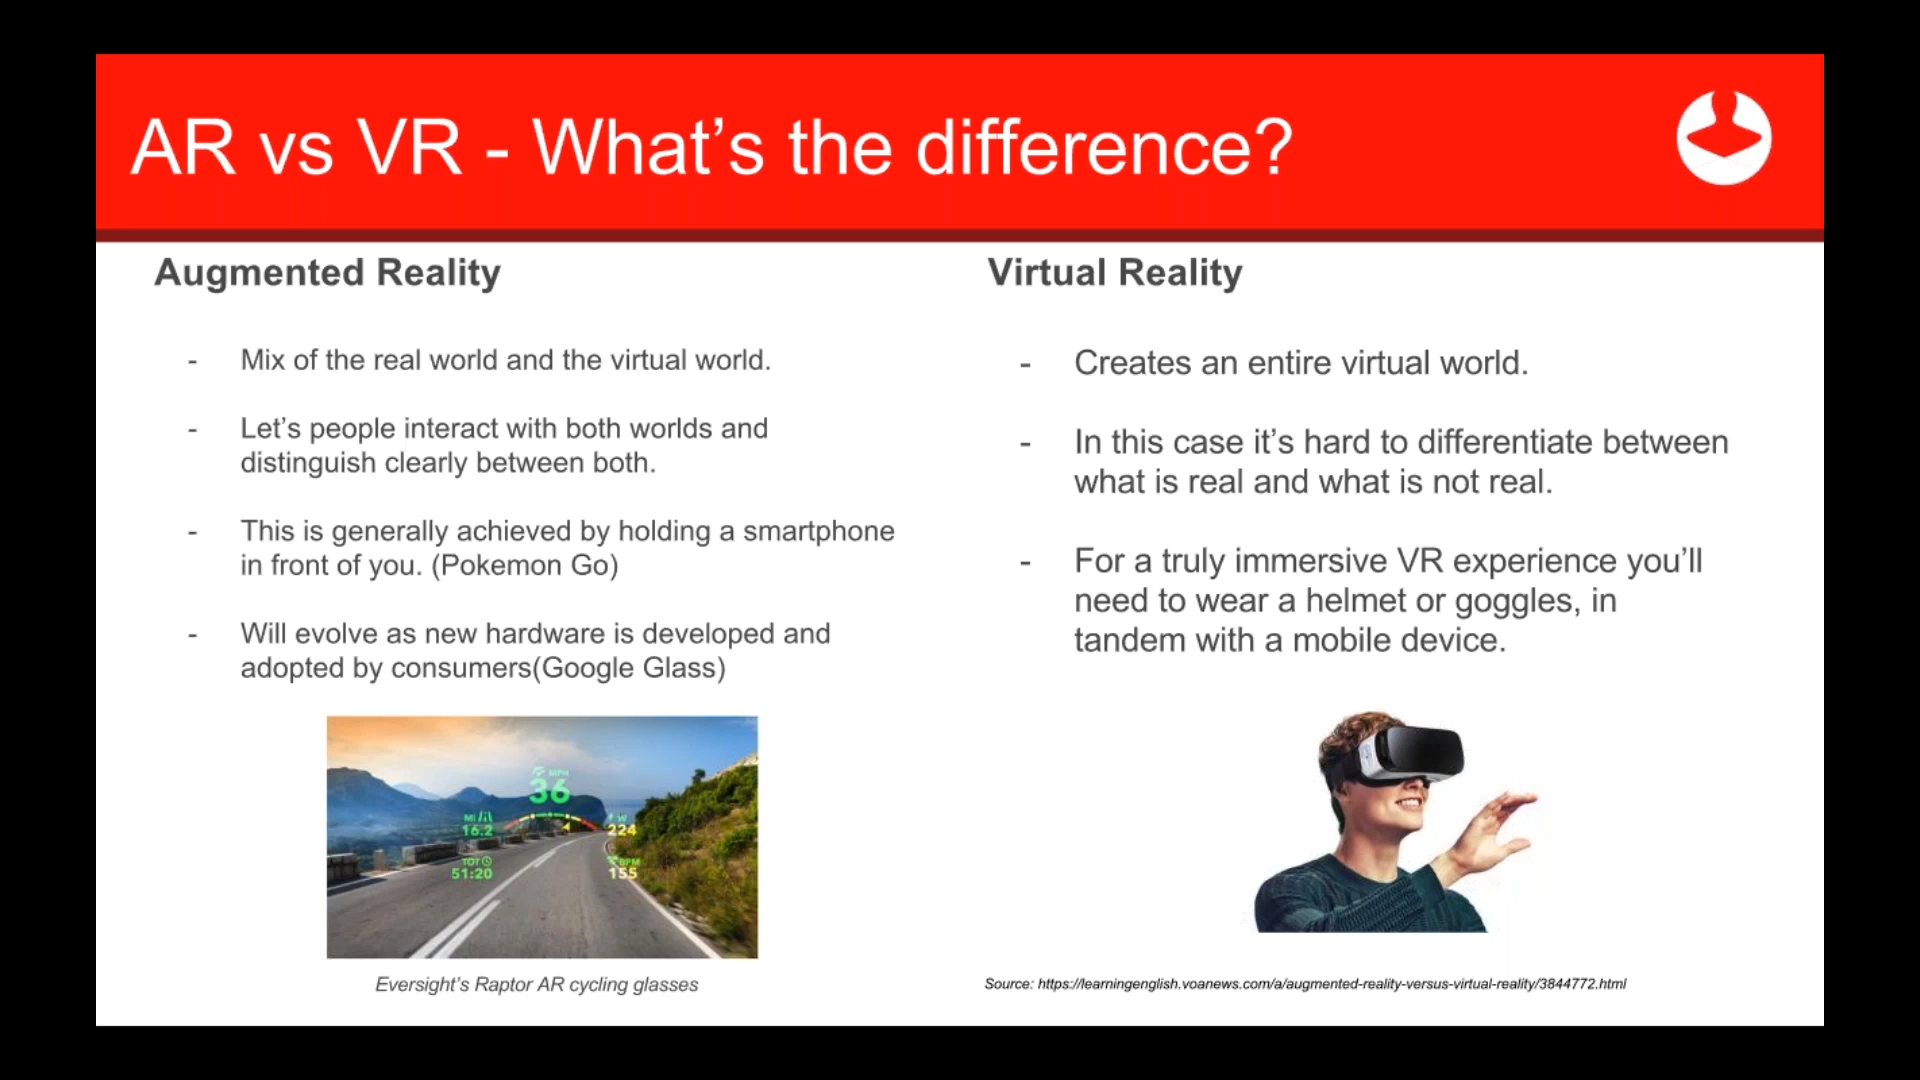 AR vs VR - What's the difference?
Augmented Reality
- Mix of the real world and the virtual world.
- Let's people interact with both worlds and
distinguish clearly between both.
- This is generally achieved by holding a smartphone
in front of you. (Pokemon Go)
- Will evolve as new hardware is developed and
adopted by consumers(Google Glass)
MPH
36
MI
16.2
W
224
TOT
51:20
BPM
155
Eversight's Raptor AR cycling glasses
Virtual Reality
- Creates an entire virtual world.
- In this case it's hard to differentiate between
what is real and what is not real.
- For a truly immersive VR experience you'll
need to wear a helmet or goggles, in
tandem with a mobile device.
Source: https://learningenglish.voanews.com/a/augmented-reality-versus-virtual-reality/3844772.html